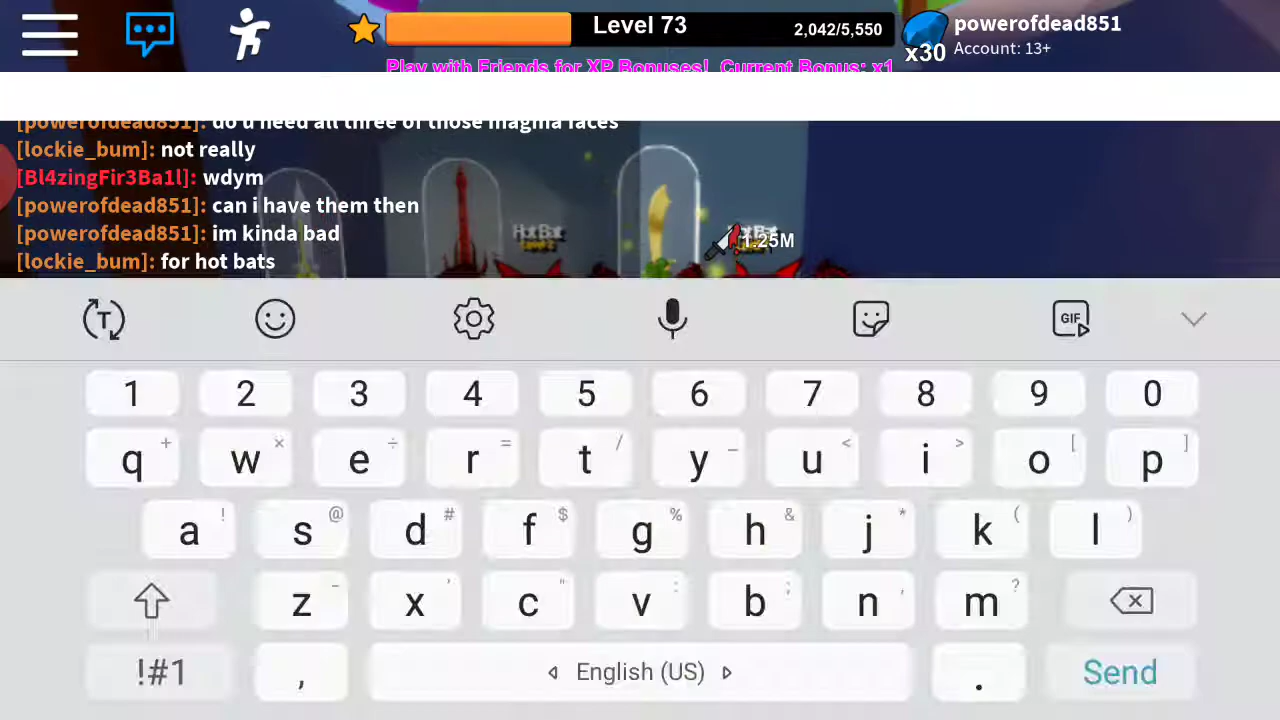 Level 73
2,042/5,550
powerofdead851
x30
Account: 13+
Play with Friends for XP Bonuses! Current Bonus: x1
[powerofdead851]: do u need all three of those magma faces
[lockie_bum]: not really
[Bl4zingFir3Ba1l]: wdym
[powerofdead851]: can i have them then
[powerofdead851]: im kinda bad
[lockie_bum]: for hot bats
Hot Bat
1.25M
T
GIF
1 2 3 4 5 6 7 8 9 0
q + w × e ÷ r = t / y _ u < i > o [ p ]
a ! s @ d # f $ g % h & j * k ( l )
z - x ' c " v : b ; n , m ?
!#1 , English (US) . Send